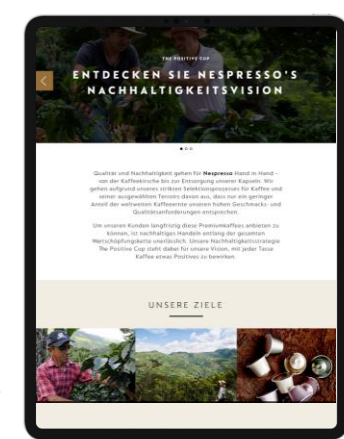 THE POSITIVE CUP
ENTDECKEN SIE NESPRESSO'S
NACHHALTIGKEITSVISION
Qualität und Nachhaltigkeit gehen für Nespresso Hand in Hand –
von der Kaffeekirsche bis zur Entsorgung unserer Kapseln. Wir
gehen aufgrund unseres strikten Selektionsprozesses für Kaffee und
seiner ausgewählten Terroirs davon aus, dass nur ein geringer
Anteil der weltweiten Kaffeeernte unseren hohen Geschmacks- und
Qualitätsanforderungen entsprechen.
Um unseren Kunden langfristig diese Premiumkaffees anbieten zu
können, ist nachhaltiges Handeln entlang der gesamten
Wertschöpfungskette unerlässlich. Unsere Nachhaltigkeitsstrategie
The Positive Cup steht dabei für unsere Vision, mit jeder Tasse
Kaffee etwas Positives zu bewirken.
UNSERE ZIELE